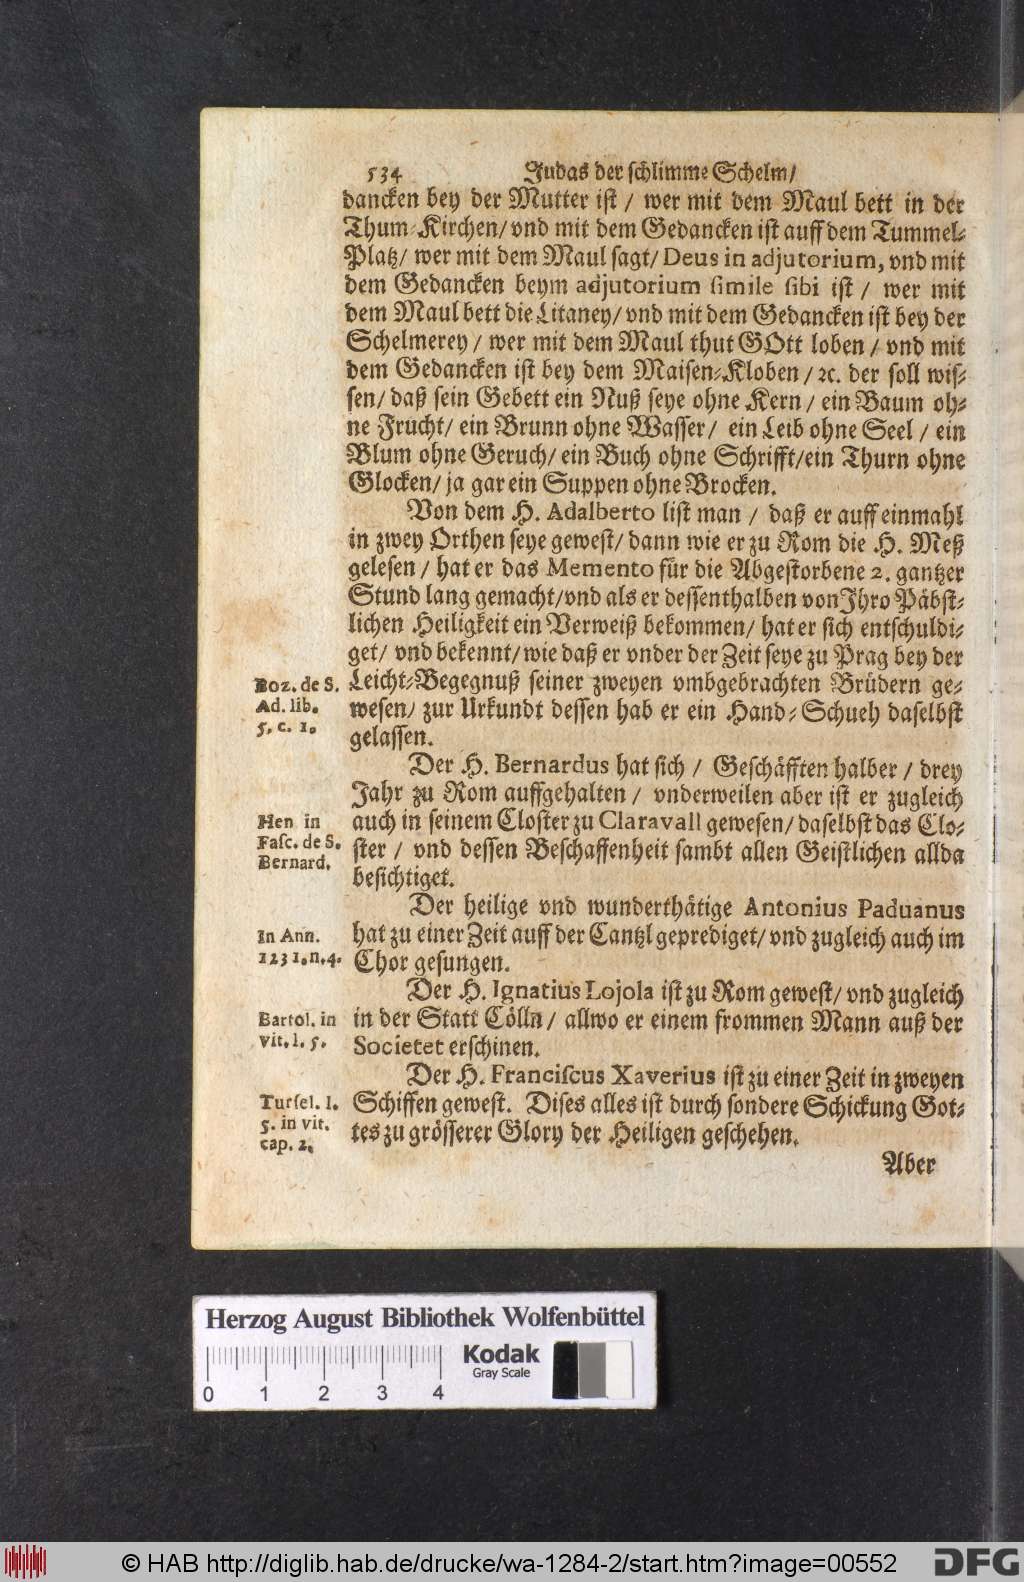 534 Judas der schlimme Schelm/
dancken bey der Mutter ist / wer mit dem Maul bett in der
Thum-Kirchen/ vnd mit dem Gedancken ist auff dem Tummel-
Platz/ wer mit dem Maul sagt/ Deus in adjutorium, vnd mit
dem Gedancken beym adjutorium simile sibi ist / wer mit
dem Maul bett die Litaney/ vnd mit dem Gedancken ist bey der
Schelmerey / wer mit dem Maul thut GOtt loben / vnd mit
dem Gedancken ist bey dem Maisen-Kloben / ꝛc. der soll wis-
sen/ daß sein Gebett ein Nuß seye ohne Kern / ein Baum oh-
ne Frucht/ ein Brunn ohne Wasser/ ein Leib ohne Seel / ein
Blum ohne Geruch/ ein Buch ohne Schrifft/ein Thurn ohne
Glocken/ ja gar ein Suppen ohne Brocken.
Von dem H. Adalberto list man / daß er auff einmahl
in zwey Orthen seye gewest/ dann wie er zu Rom die H. Meß
gelesen / hat er das Memento für die Abgestorbene 2. gantzer
Stund lang gemacht/vnd als er dessenthalben von Ihro Päbst-
lichen Heiligkeit ein Verweiß bekommen/ hat er sich entschuldi-
get/ vnd bekennt/ wie daß er vnder der Zeit seye zu Prag bey der
Boz. de S. Leicht-Begegnuß seiner zweyen vmbgebrachten Brüdern ge-
Ad. lib. wesen/ zur Urkundt dessen hab er ein Hand-Schueh daselbst
5. c. 1. gelassen.
Der H. Bernardus hat sich / Geschäfften halber / drey
Jahr zu Rom auffgehalten / vnderweilen aber ist er zugleich
Hen in auch in seinem Closter zu Claravall gewesen/ daselbst das Clo-
Fasc. de S. ster / vnd dessen Beschaffenheit sambt allen Geistlichen allda
Bernard. besichtiget.
Der heilige vnd wunderthätige Antonius Paduanus
In Ann. hat zu einer Zeit auff der Cantzl geprediget/ vnd zugleich auch im
1231.n.4. Chor gesungen.
Der H. Ignatius Lojola ist zu Rom gewest/ vnd zugleich
Bartol. in in der Statt Cölln/ allwo er einem frommen Mann auß der
vit. l. 5. Societet erschinen.
Der H. Franciscus Xaverius ist zu einer Zeit in zweyen
Tursel. l. Schiffen gewest. Dises alles ist durch sondere Schickung Got-
5. in vit. tes zu grösserer Glory der Heiligen geschehen.
cap. 2.
Aber
Herzog August Bibliothek Wolfenbüttel
Kodak
Gray Scale
0 1 2 3 4
© HAB http://diglib.hab.de/drucke/wa-1284-2/start.htm?image=00552
DFG